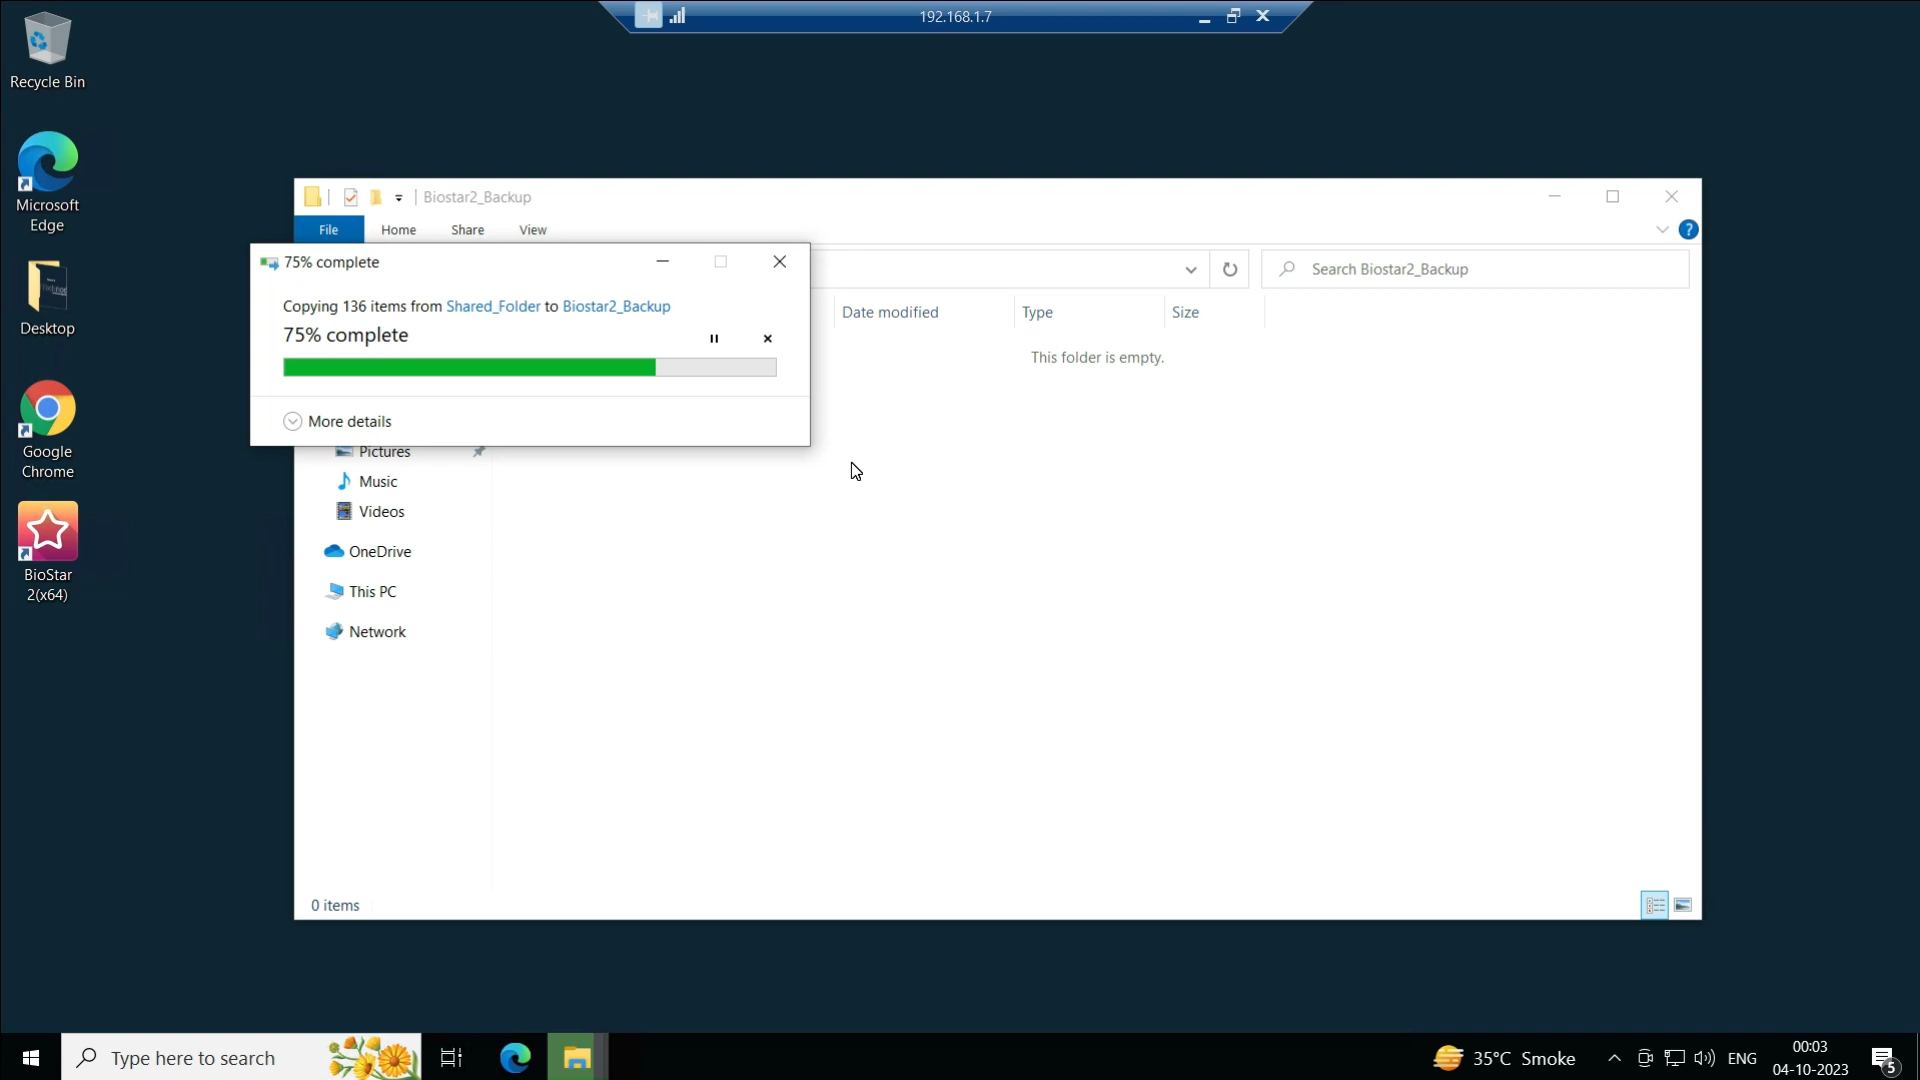 192.168.1.7
Recycle Bin
Microsoft
Edge
Desktop
Google
Chrome
BioStar
2(x64)
Biostar2_Backup
File
Home
Share
View
?
Search Biostar2_Backup
Date modified
Type
Size
This folder is empty.
75% complete
Copying 136 items from Shared_Folder to Biostar2_Backup
75% complete
More details
Pictures
Music
Videos
OneDrive
This PC
Network
0 items
Type here to search
35°C Smoke
ENG
00:03
04-10-2023
5